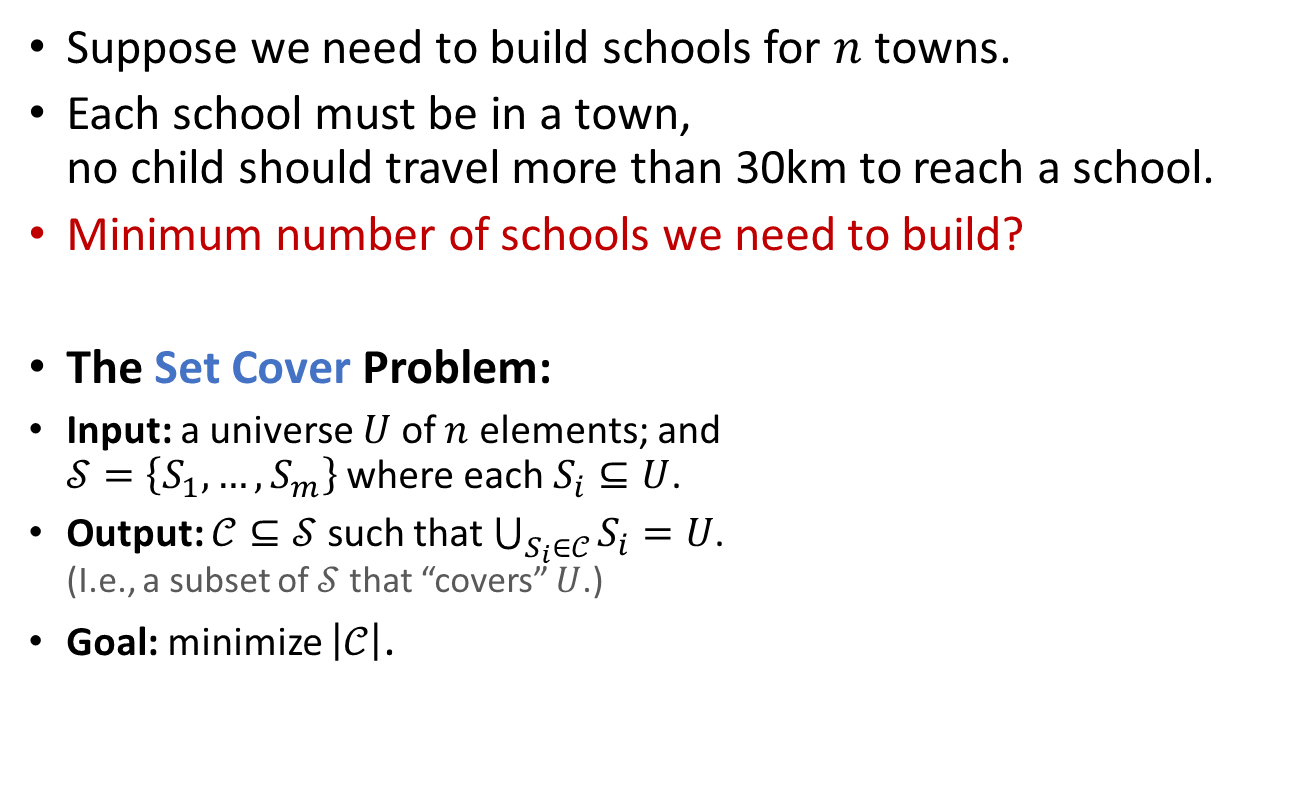 • Suppose we need to build schools for 𝑛 towns.
• Each school must be in a town,
no child should travel more than 30km to reach a school.
• Minimum number of schools we need to build?
• The Set Cover Problem:
• Input: a universe 𝑈 of 𝑛 elements; and
𝒮 = {𝑆₁, … , 𝑆ₘ} where each 𝑆ᵢ ⊆ 𝑈.
• Output: 𝒞 ⊆ 𝒮 such that ⋃_{𝑆ᵢ∈𝒞} 𝑆ᵢ = 𝑈.
(I.e., a subset of 𝒮 that “covers” 𝑈.)
• Goal: minimize |𝒞|.